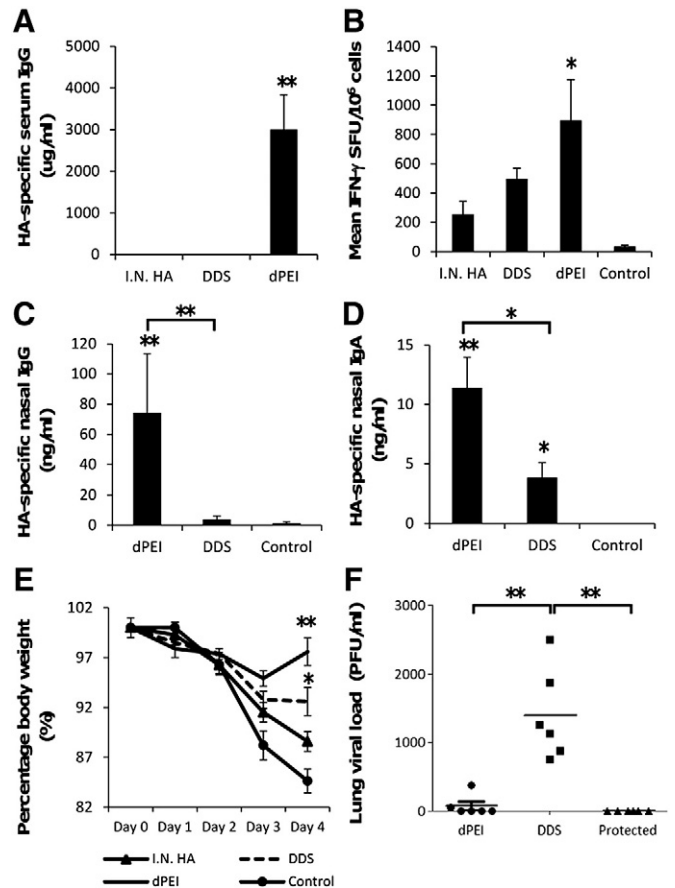 A
HA-specific serum IgG
(ug/ml)
5000
4000
3000
2000
1000
0
**
I.N. HA DDS dPEI
B
Mean IFN-γ SFU/10⁶ cells
1400
1200
1000
800
600
400
200
0
*
I.N. HA DDS dPEI Control
C
HA-specific nasal IgG
(ng/ml)
120
100
80
60
40
20
0
**
**
dPEI DDS Control
D
HA-specific nasal IgA
(ng/ml)
15
10
5
0
*
**
*
dPEI DDS Control
E
Percentage body weight
(%)
102
97
92
87
82
**
*
Day 0 Day 1 Day 2 Day 3 Day 4
I.N. HA DDS
dPEI Control
F
Lung viral load (PFU/ml)
3000
2000
1000
0
** **
dPEI DDS Protected